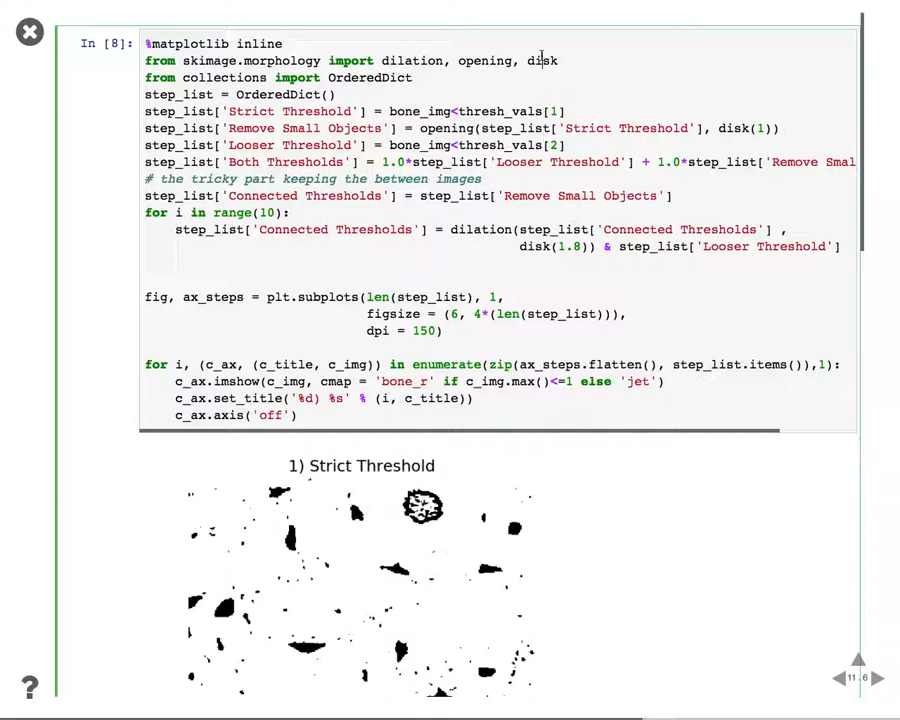 In [8]:
%matplotlib inline
from skimage.morphology import dilation, opening, disk
from collections import OrderedDict
step_list = OrderedDict()
step_list['Strict Threshold'] = bone_img<thresh_vals[1]
step_list['Remove Small Objects'] = opening(step_list['Strict Threshold'], disk(1))
step_list['Looser Threshold'] = bone_img<thresh_vals[2]
step_list['Both Thresholds'] = 1.0*step_list['Looser Threshold'] + 1.0*step_list['Remove Smal
# the tricky part keeping the between images
step_list['Connected Thresholds'] = step_list['Remove Small Objects']
for i in range(10):
    step_list['Connected Thresholds'] = dilation(step_list['Connected Thresholds'] ,
                                                 disk(1.8)) & step_list['Looser Threshold']
fig, ax_steps = plt.subplots(len(step_list), 1,
                             figsize = (6, 4*(len(step_list))),
                             dpi = 150)
for i, (c_ax, (c_title, c_img)) in enumerate(zip(ax_steps.flatten(), step_list.items()),1):
    c_ax.imshow(c_img, cmap = 'bone_r' if c_img.max()<=1 else 'jet')
    c_ax.set_title('%d) %s' % (i, c_title))
    c_ax.axis('off')
1) Strict Threshold
?
11.6